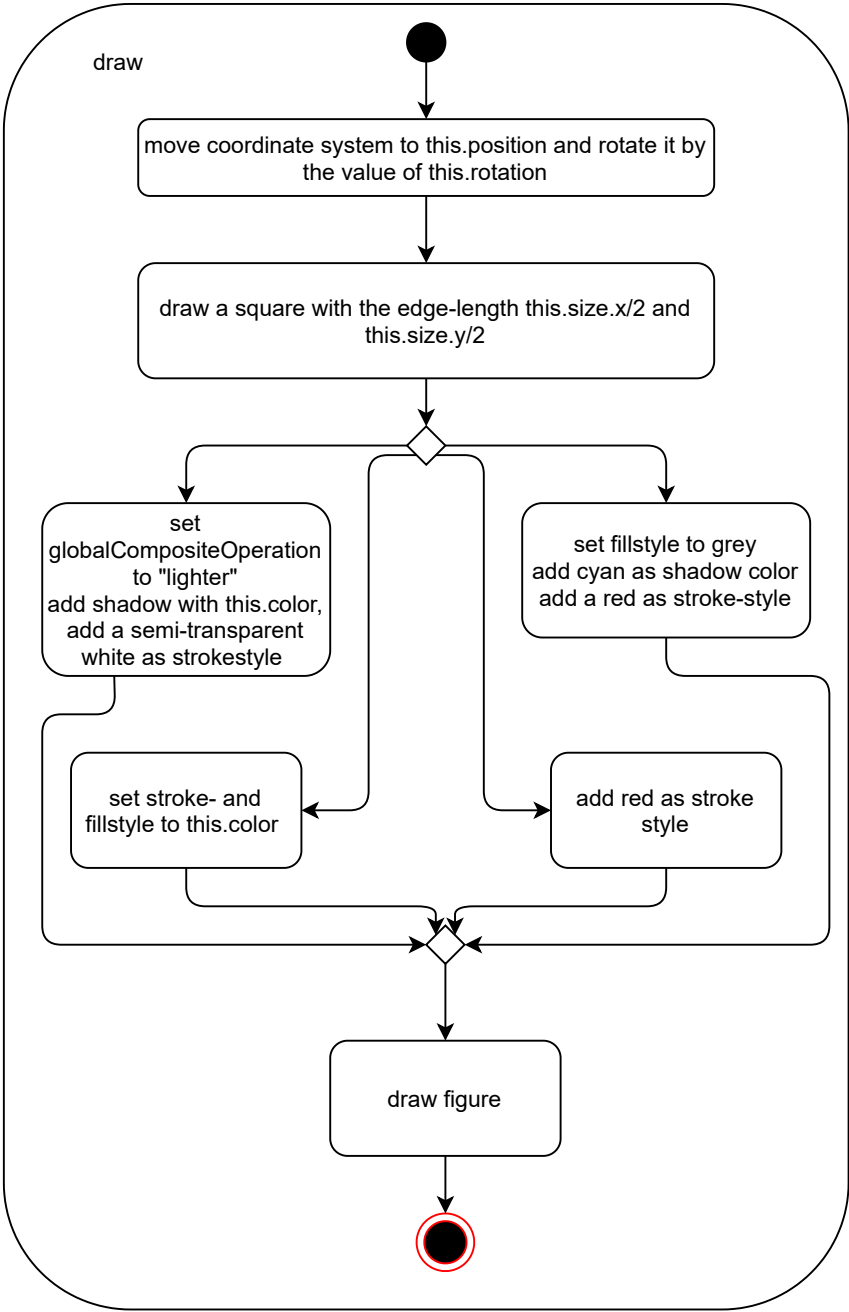 draw
move coordinate system to this.position and rotate it by
the value of this.rotation
draw a square with the edge-length this.size.x/2 and
this.size.y/2
set
globalCompositeOperation
to "lighter"
add shadow with this.color,
add a semi-transparent
white as strokestyle
set fillstyle to grey
add cyan as shadow color
add a red as stroke-style
set stroke- and
fillstyle to this.color
add red as stroke
style
draw figure